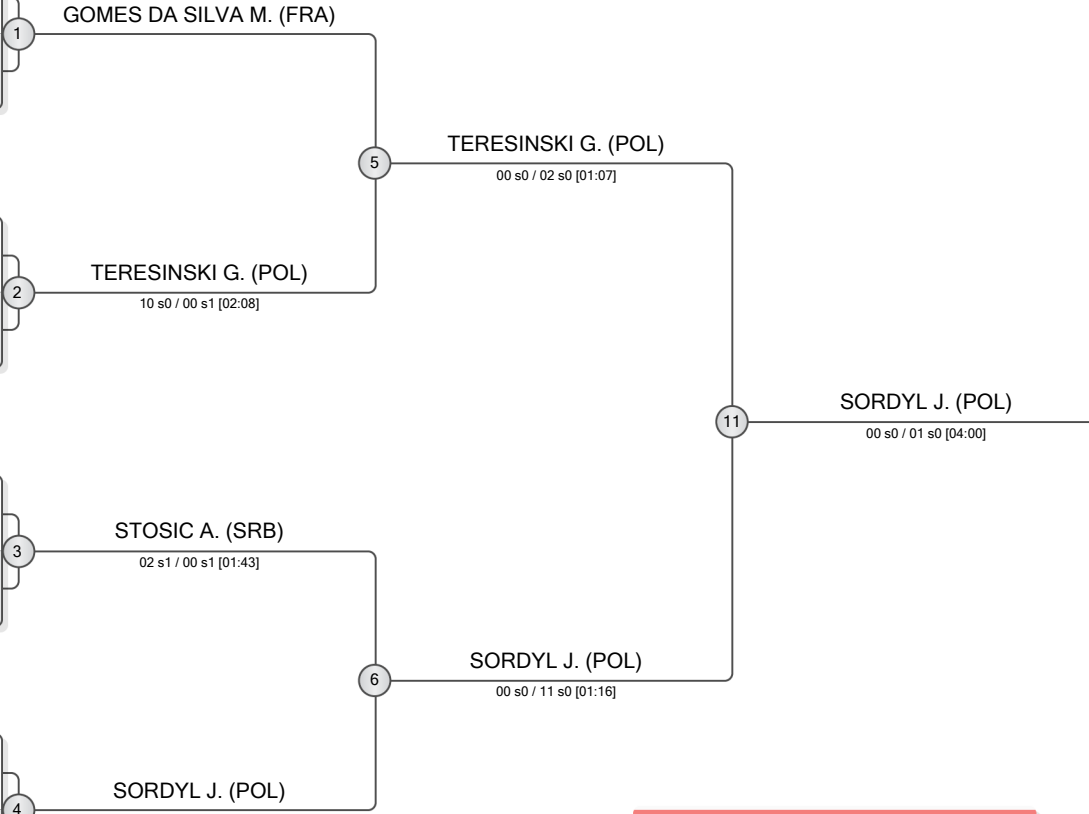 GOMES DA SILVA M. (FRA)
1
TERESINSKI G. (POL)
5
00 s0 / 02 s0 [01:07]
TERESINSKI G. (POL)
2
10 s0 / 00 s1 [02:08]
SORDYL J. (POL)
11
00 s0 / 01 s0 [04:00]
STOSIC A. (SRB)
3
02 s1 / 00 s1 [01:43]
SORDYL J. (POL)
6
00 s0 / 11 s0 [01:16]
SORDYL J. (POL)
4